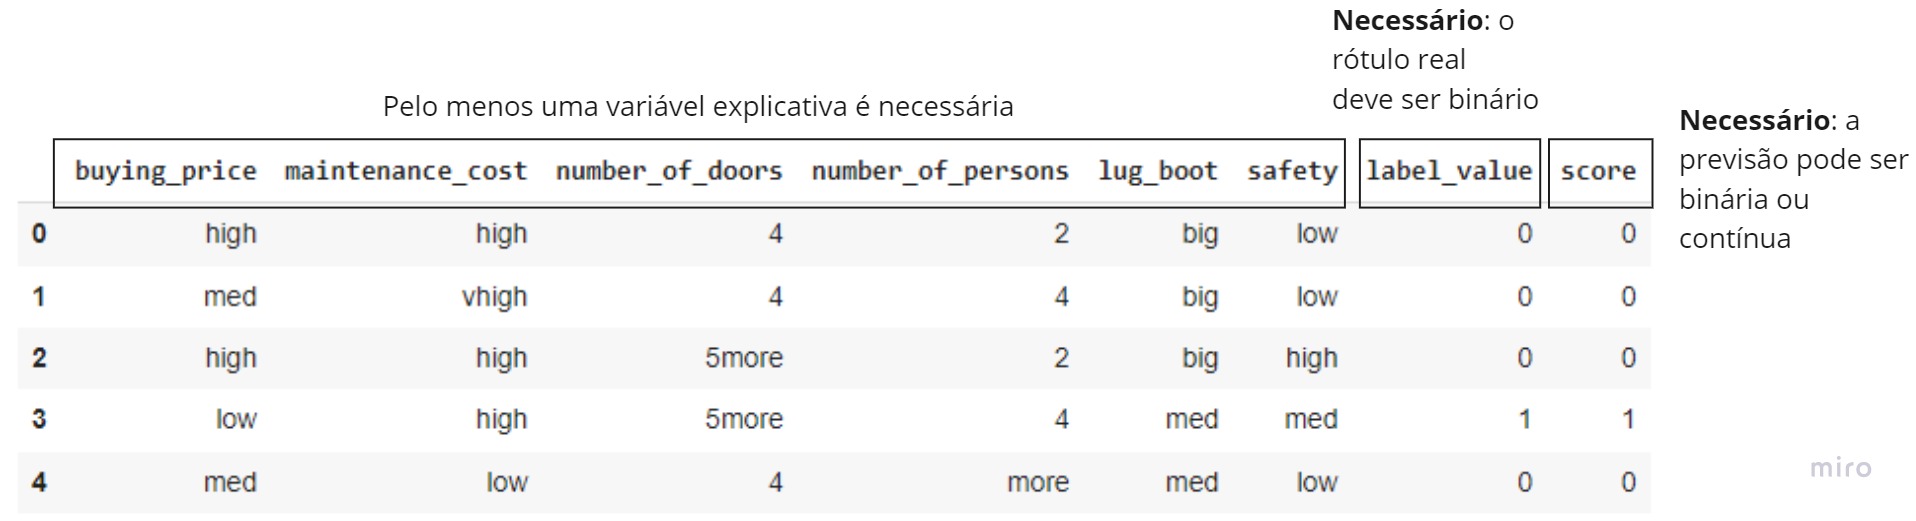 Necessário: o
rótulo real
deve ser binário
Pelo menos uma variável explicativa é necessária
Necessário: a
previsão pode ser
binária ou
contínua
buying_price maintenance_cost number_of_doors number_of_persons lug_boot safety label_value score
0 high high 4 2 big low 0 0
1 med vhigh 4 4 big low 0 0
2 high high 5more 2 big high 0 0
3 low high 5more 4 med med 1 1
4 med low 4 more med low 0 0
miro